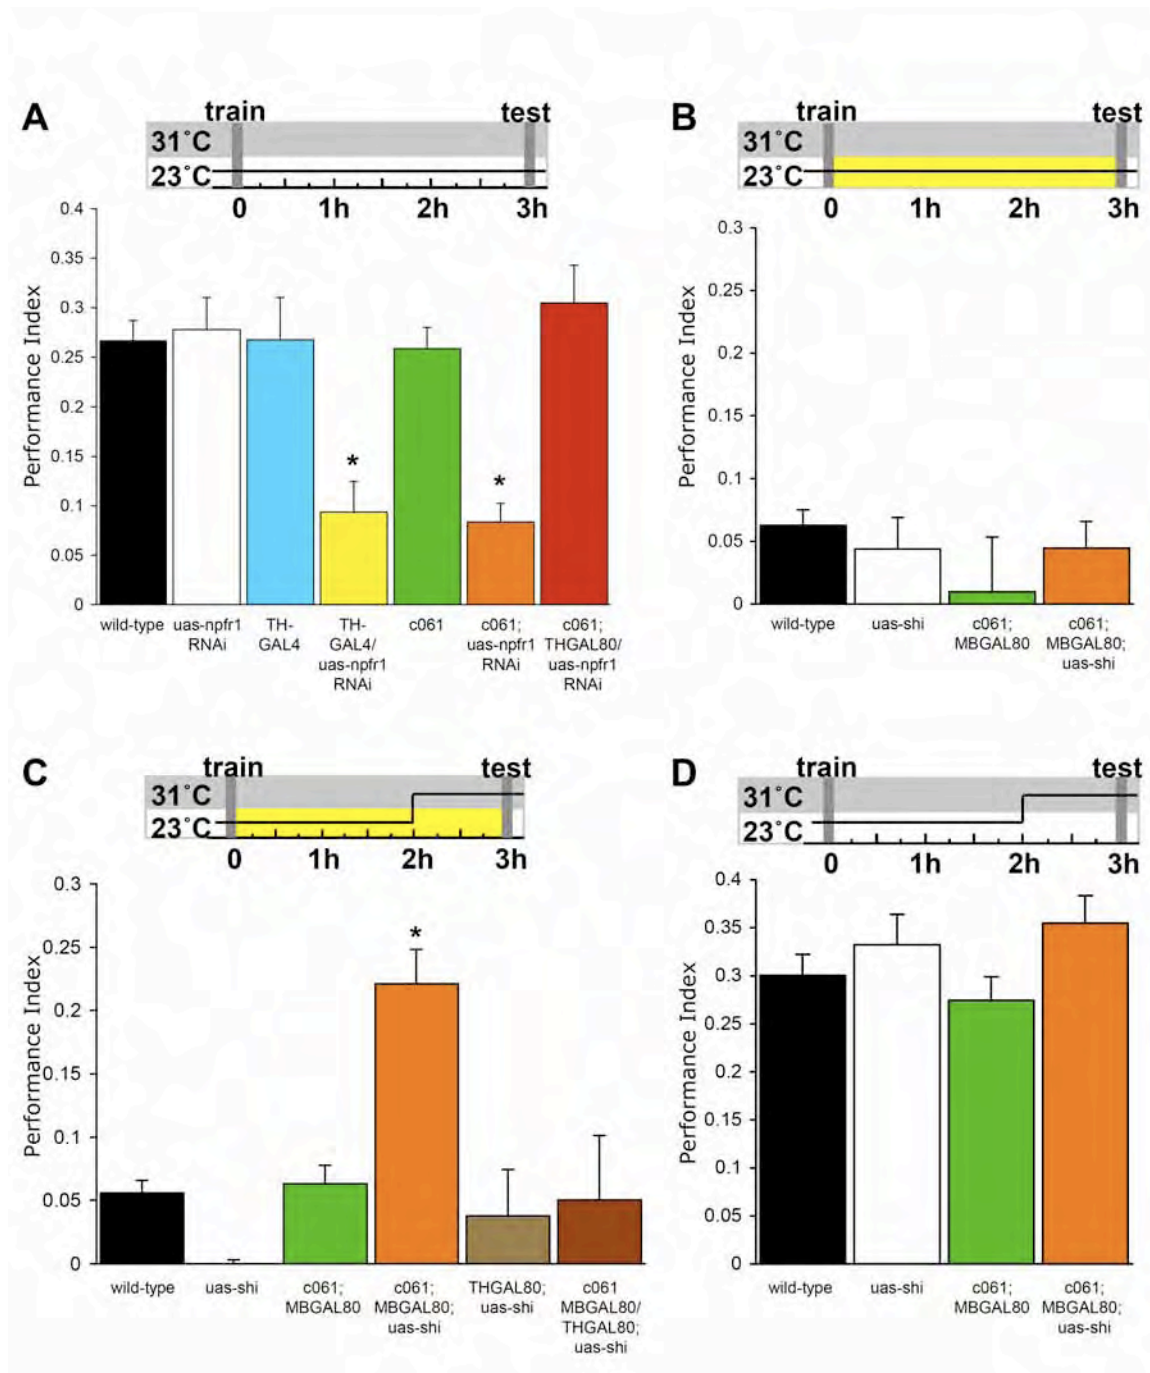 A
train
test
31˚C
23˚C
0 1h 2h 3h
Performance Index
0.4
0.35
0.3
0.25
0.2
0.15
0.1
0.05
0
*
*
wild-type
uas-npfr1
RNAi
TH-
GAL4
TH-
GAL4/
uas-npfr1
RNAi
c061
c061;
uas-npfr1
RNAi
c061;
THGAL80/
uas-npfr1
RNAi
B
train
test
31˚C
23˚C
0 1h 2h 3h
Performance Index
0.3
0.25
0.2
0.15
0.1
0.05
0
wild-type
uas-shi
c061;
MBGAL80
c061;
MBGAL80;
uas-shi
C
train
test
31˚C
23˚C
0 1h 2h 3h
Performance Index
0.3
0.25
0.2
0.15
0.1
0.05
0
*
wild-type
uas-shi
c061;
MBGAL80
c061;
MBGAL80;
uas-shi
THGAL80;
uas-shi
c061
MBGAL80/
THGAL80;
uas-shi
D
train
test
31˚C
23˚C
0 1h 2h 3h
Performance Index
0.4
0.35
0.3
0.25
0.2
0.15
0.1
0.05
0
wild-type
uas-shi
c061;
MBGAL80
c061;
MBGAL80;
uas-shi